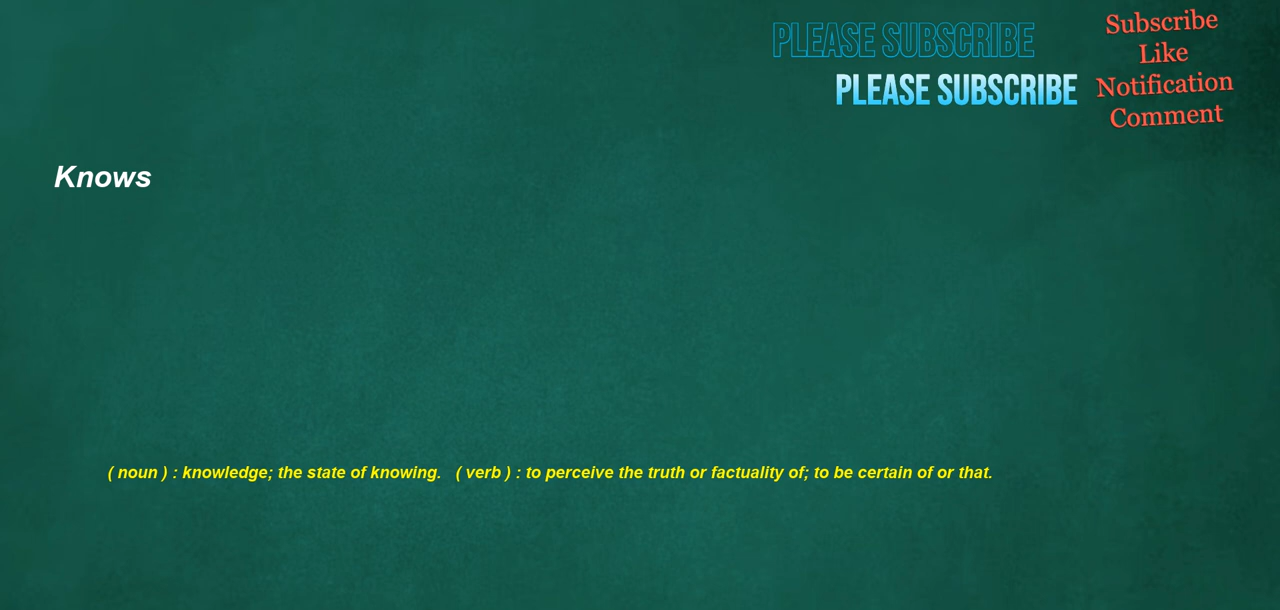 PLEASE SUBSCRIBE
PLEASE SUBSCRIBE
Subscribe
Like
Notification
Comment
Knows
( noun ) : knowledge; the state of knowing.   ( verb ) : to perceive the truth or factuality of; to be certain of or that.